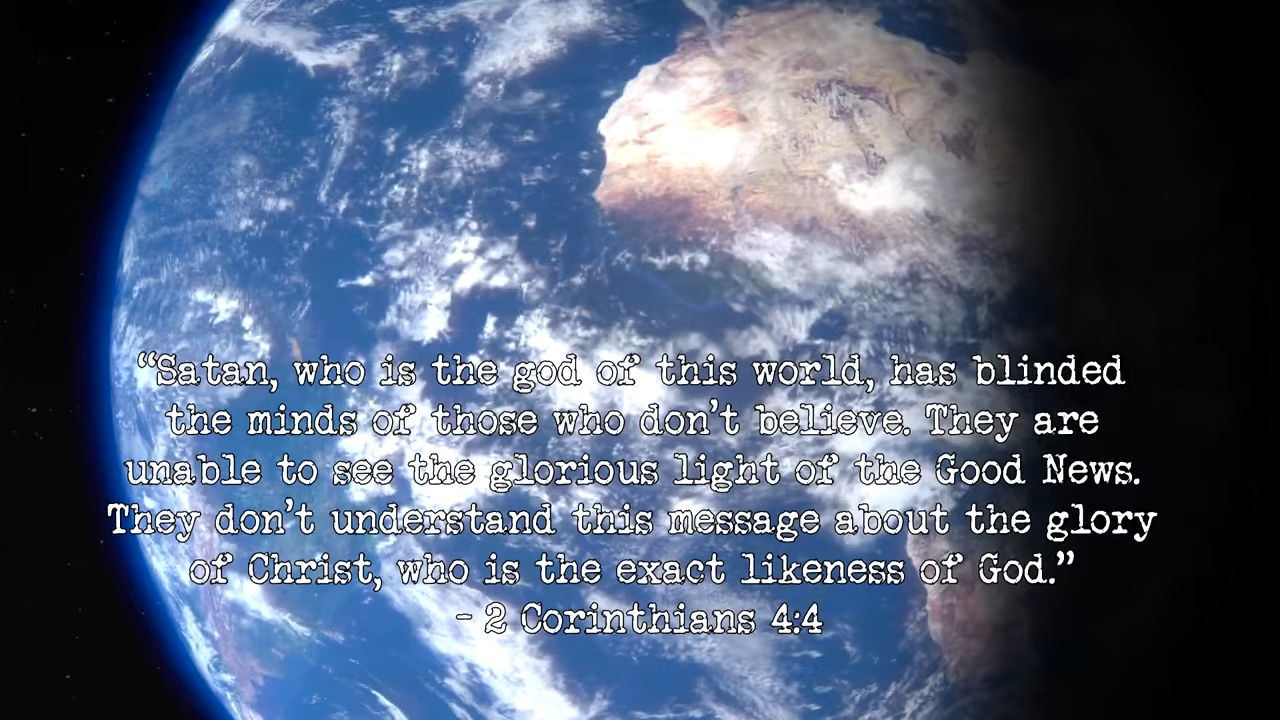 “Satan, who is the god of this world, has blinded
the minds of those who don’t believe. They are
unable to see the glorious light of the Good News.
They don’t understand this message about the glory
of Christ, who is the exact likeness of God.”
- 2 Corinthians 4:4